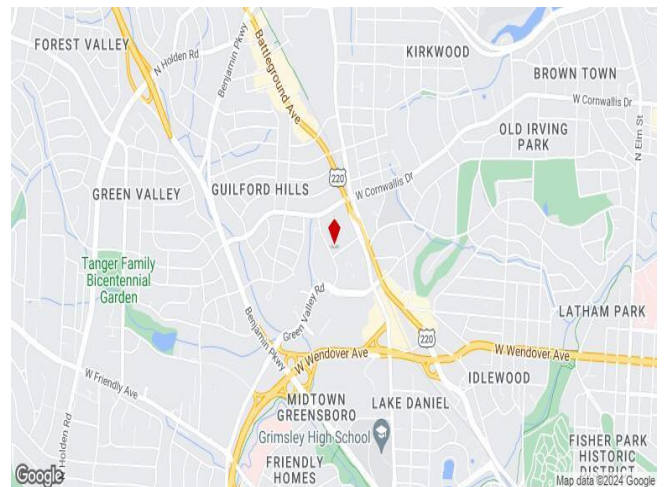 FOREST VALLEY
N Holden Rd
Benjamin Pkwy
Battleground Ave
KIRKWOOD
BROWN TOWN
W Cornwallis Dr
N Elm St
OLD IRVING
PARK
220
GREEN VALLEY
GUILFORD HILLS
W Cornwallis Dr
Tanger Family
Bicentennial
Garden
Green Valley Rd
Benjamin Pkwy
LATHAM PARK
220
W Wendover Ave
W Wendover Ave
W Friendly Ave
IDLEWOOD
MIDTOWN
GREENSBORO
LAKE DANIEL
N Holden Rd
Grimsley High School
FRIENDLY
HOMES
FISHER PARK
HISTORIC
DISTRICT
Google
Map data ©2024 Google